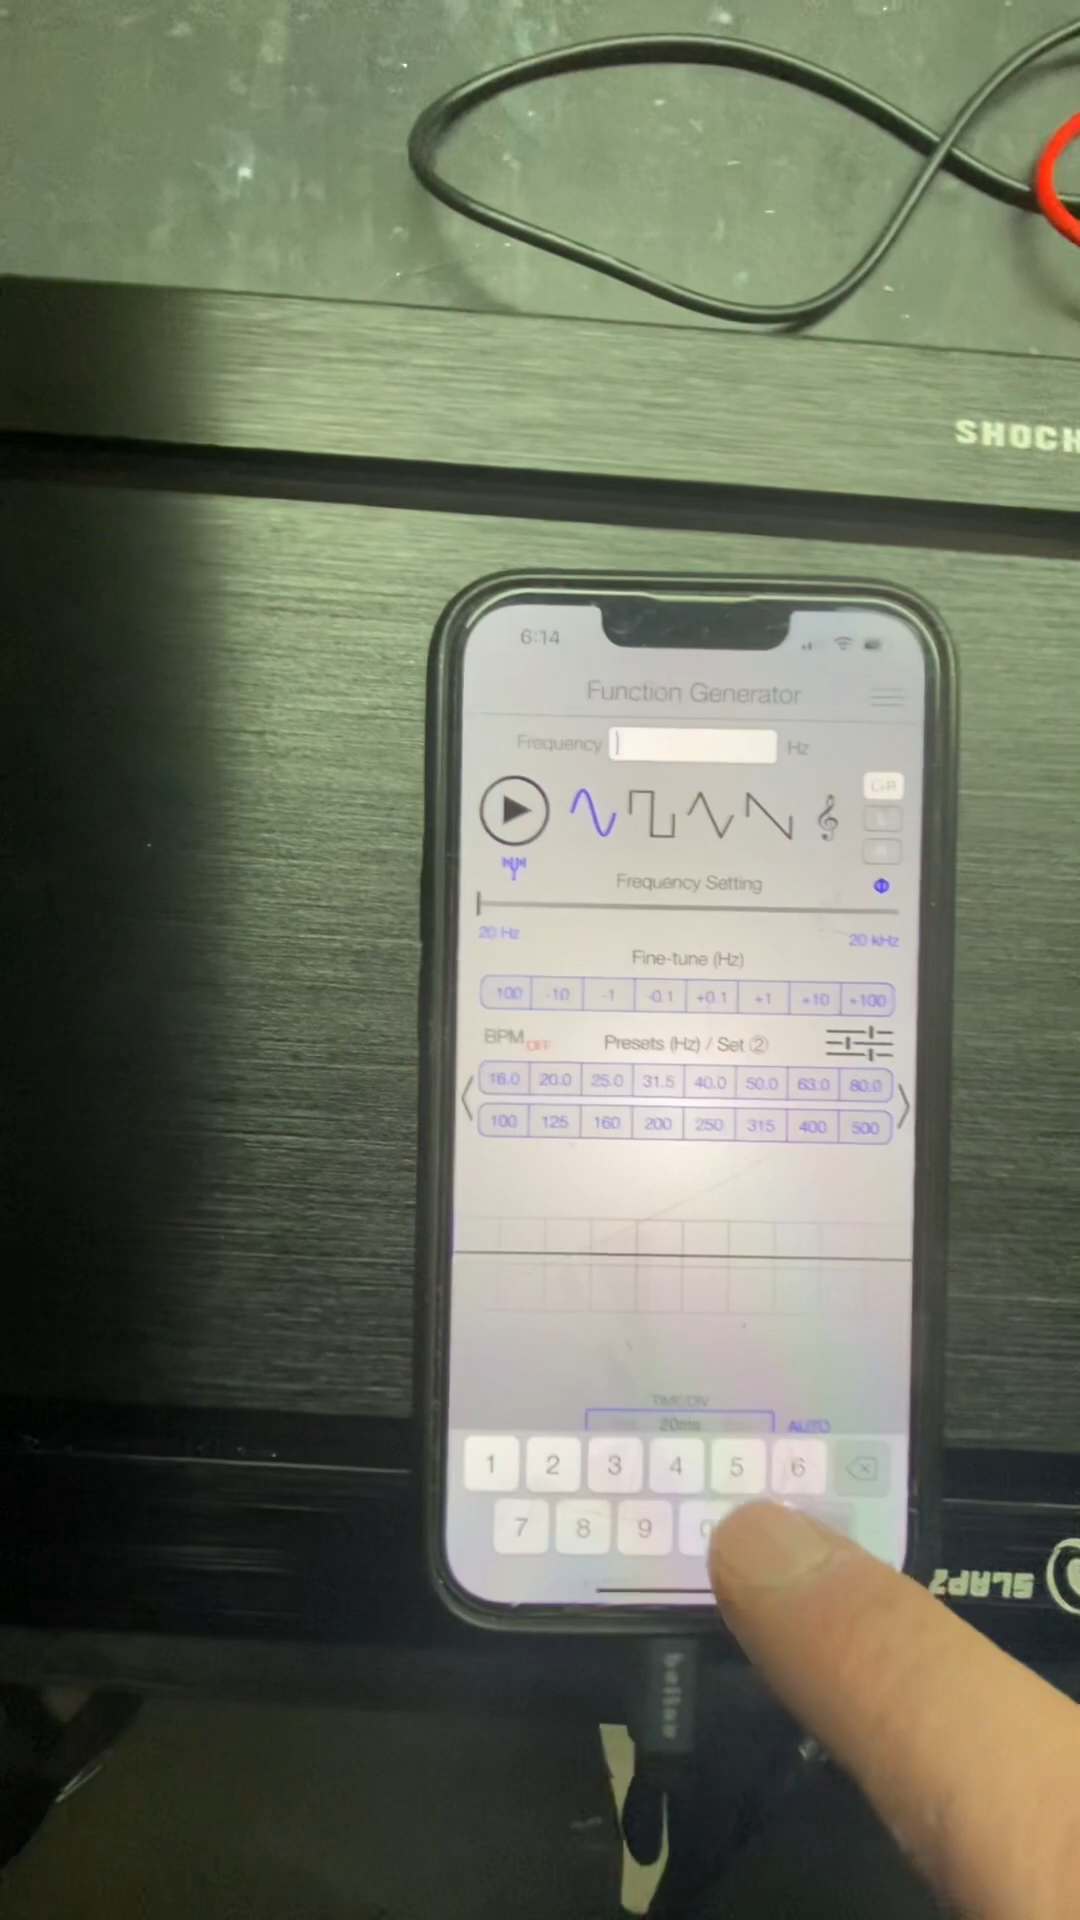 SHOCK
6:14
Function Generator
Frequency Hz
Frequency Setting
20 Hz 20 kHz
Fine-tune (Hz)
-100 -10 -1 -0.1 +0.1 +1 +10 +100
BPM OFF Presets (Hz) / Set ②
16.0 20.0 25.0 31.5 40.0 50.0 63.0 80.0
100 125 160 200 250 315 400 500
TIME/DIV
20ms AUTO
1 2 3 4 5 6
7 8 9 0
SLAPZ
belkin